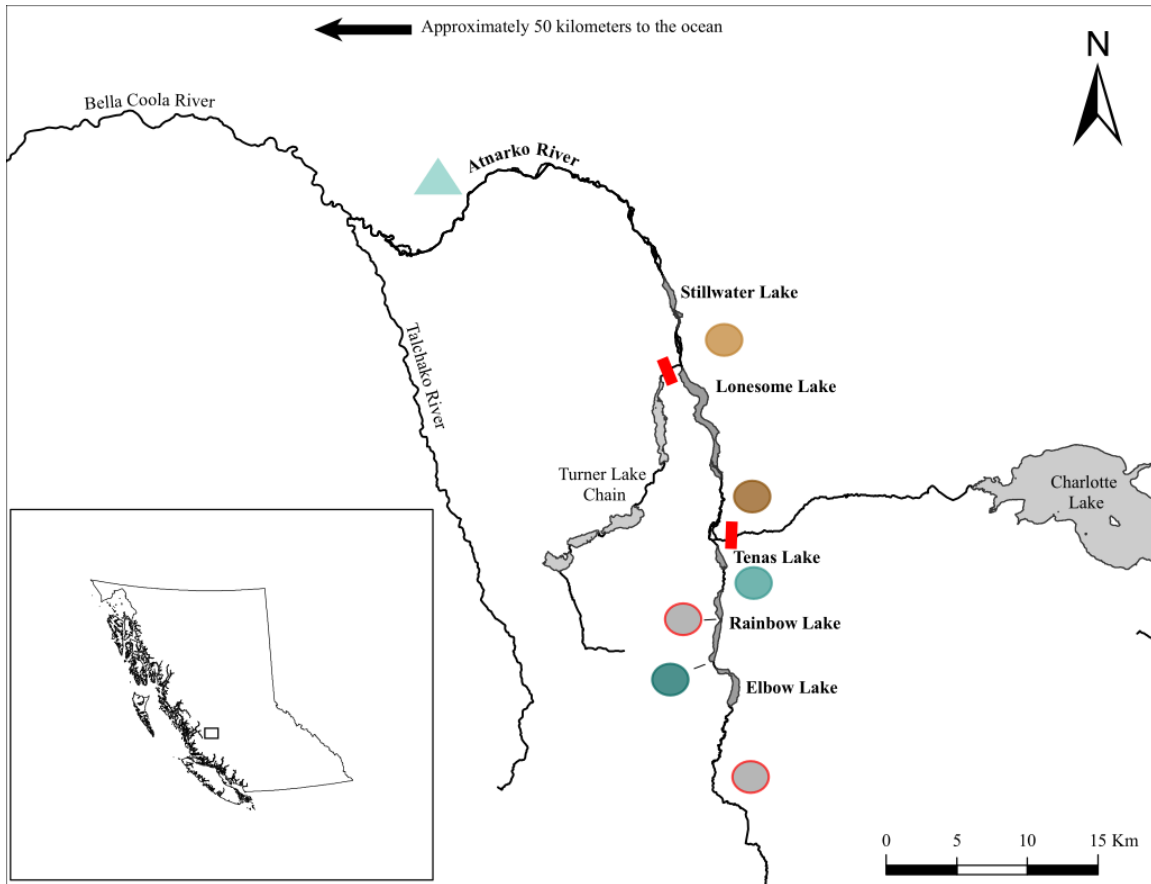 Approximately 50 kilometers to the ocean
N
Bella Coola River
Atnarko River
Stillwater Lake
Talchako River
Lonesome Lake
Turner Lake
Chain
Charlotte
Lake
Tenas Lake
Rainbow Lake
Elbow Lake
0 5 10 15 Km